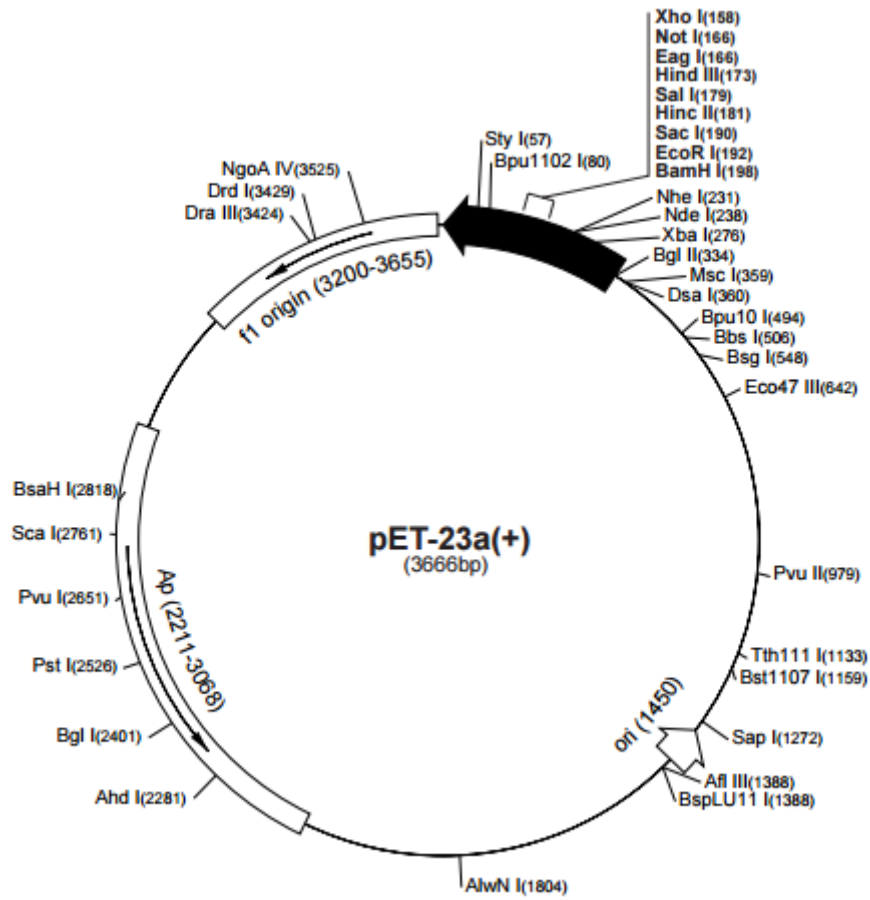 Xho I(158)
Not I(166)
Eag I(166)
Hind III(173)
Sal I(179)
Hinc II(181)
Sac I(190)
EcoR I(192)
BamH I(198)
Sty I(57)
Bpu1102 I(80)
NgoA IV(3525)
Drd I(3429)
Dra III(3424)
Nhe I(231)
Nde I(238)
Xba I(276)
Bgl II(334)
Msc I(359)
Dsa I(360)
Bpu10 I(494)
Bbs I(506)
Bsg I(548)
Eco47 III(642)
f1 origin (3200-3655)
BsaH I(2818)
Sca I(2761)
Pvu I(2651)
Pst I(2526)
Bgl I(2401)
Ahd I(2281)
Ap (2211-3068)
pET-23a(+)
(3666bp)
Pvu II(979)
Tth111 I(1133)
Bst1107 I(1159)
ori (1450)
Sap I(1272)
Afl III(1388)
BspLU11 I(1388)
AlwN I(1804)